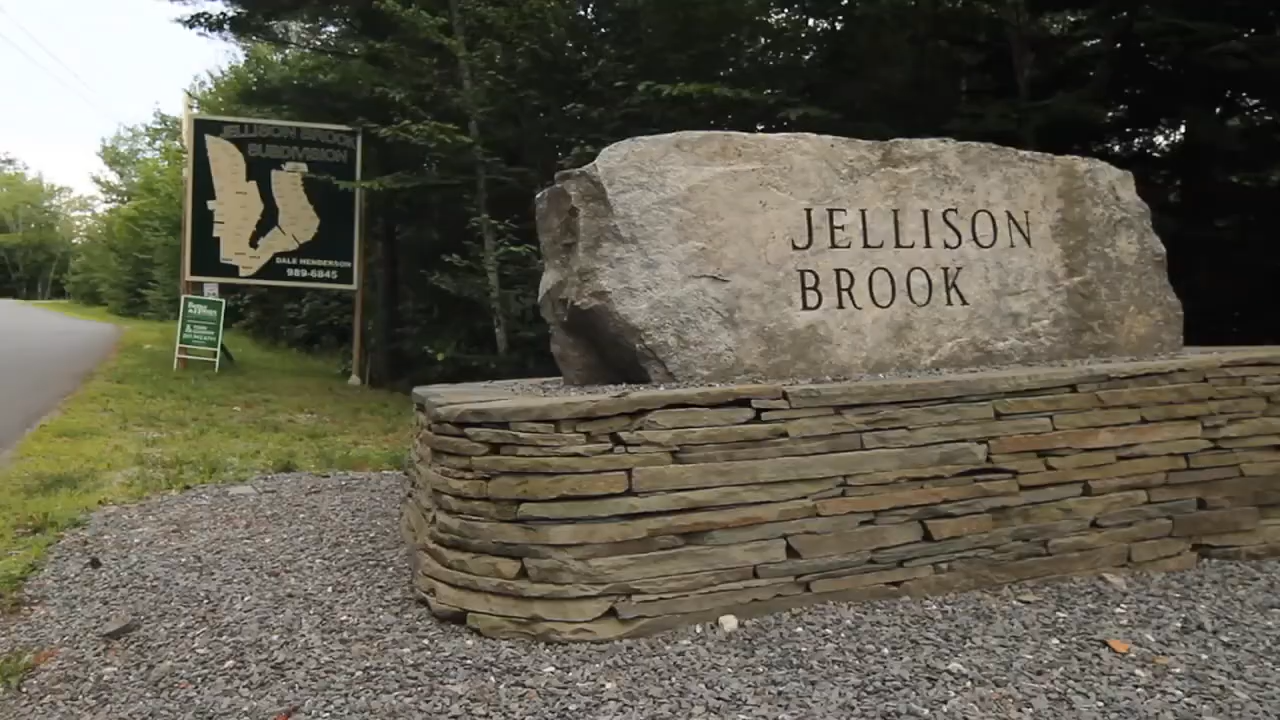 JELLISON BROOK
SUBDIVISION
DALE HENDERSON
989-6845
JELLISON
BROOK